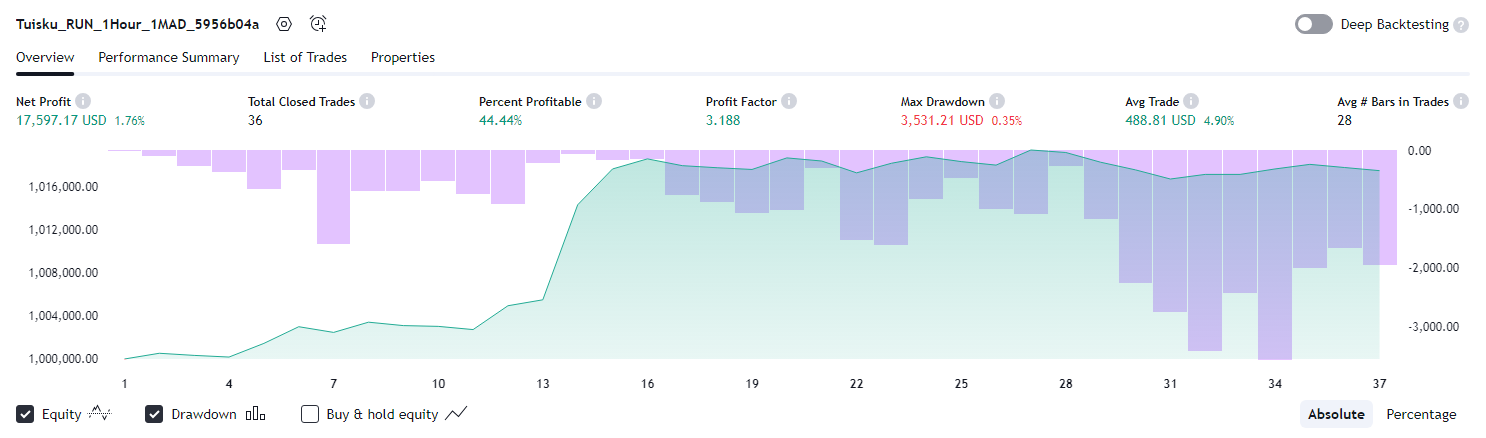 Tuisku_RUN_1Hour_1MAD_5956b04a
Deep Backtesting ?
Overview Performance Summary List of Trades Properties
Net Profit i Total Closed Trades i Percent Profitable i Profit Factor i Max Drawdown i Avg Trade i Avg # Bars in Trades i
17,597.17 USD 1.76% 36 44.44% 3.188 3,531.21 USD 0.35% 488.81 USD 4.90% 28
0.00
1,016,000.00
-1,000.00
1,012,000.00
-2,000.00
1,008,000.00
1,004,000.00
-3,000.00
1,000,000.00
1 4 7 10 13 16 19 22 25 28 31 34 37
Equity Drawdown Buy & hold equity Absolute Percentage